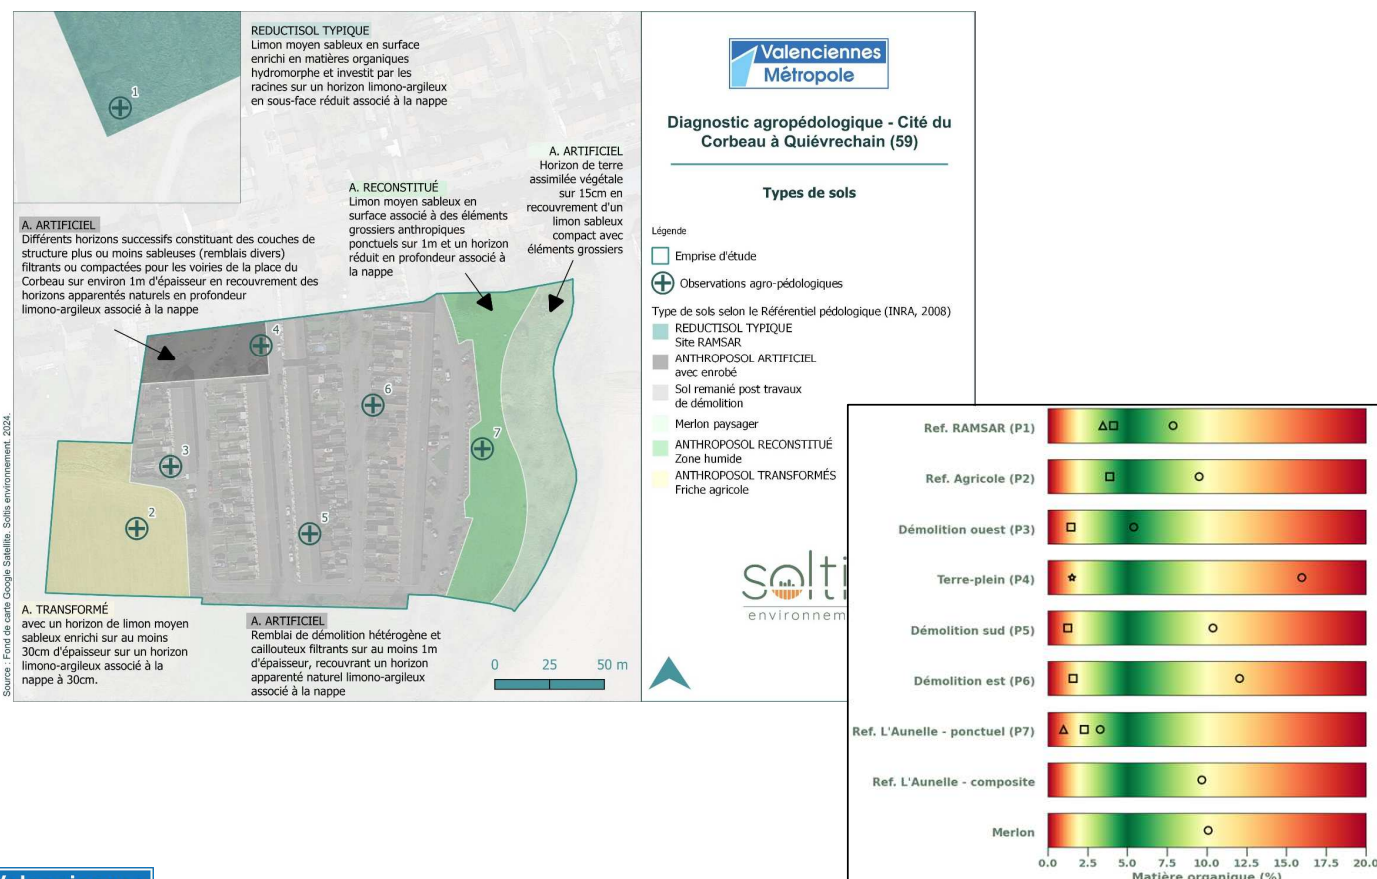 REDUCTISOL TYPIQUE
Limon moyen sableux en surface
enrichi en matières organiques
hydromorphe et investit par les
racines sur un horizon limono-argileux
en sous-face réduit associé à la nappe
1
A. ARTIFICIEL
Horizon de terre
assimilée végétale
sur 15cm en
recouvrement d'un
limon sableux
compact avec
éléments grossiers
A. RECONSTITUÉ
Limon moyen sableux en
surface associé à des éléments
grossiers anthropiques
ponctuels sur 1m et un horizon
réduit en profondeur associé à
la nappe
A. ARTIFICIEL
Différents horizons successifs constituant des couches de
structure plus ou moins sableuses (remblais divers)
filtrants ou compactées pour les voiries de la place du
Corbeau sur environ 1m d'épaisseur en recouvrement des
horizons apparentés naturels en profondeur
limono-argileux associé à la nappe
4
6
7
3
2
5
A. TRANSFORMÉ
avec un horizon de limon moyen
sableux enrichi sur au moins
30cm d'épaisseur sur un horizon
limono-argileux associé à la
nappe à 30cm.
A. ARTIFICIEL
Remblai de démolition hétérogène et
caillouteux filtrants sur au moins 1m
d'épaisseur, recouvrant un horizon
apparenté naturel limono-argileux
associé à la nappe
0 25 50 m
Source : Fond de carte Google Satellite. Soltis environnement. 2024.
Valenciennes
Métropole
Diagnostic agropédologique - Cité du
Corbeau à Quiévrechain (59)
Types de sols
Légende
Emprise d'étude
Observations agro-pédologiques
Type de sols selon le Référentiel pédologique (INRA, 2008)
REDUCTISOL TYPIQUE
Site RAMSAR
ANTHROPOSOL ARTIFICIEL
avec enrobé
Sol remanié post travaux
de démolition
Merlon paysager
ANTHROPOSOL RECONSTITUÉ
Zone humide
ANTHROPOSOL TRANSFORMÉS
Friche agricole
solti
environnem
Ref. RAMSAR (P1)
Ref. Agricole (P2)
Démolition ouest (P3)
Terre-plein (P4)
Démolition sud (P5)
Démolition est (P6)
Ref. L'Aunelle - ponctuel (P7)
Ref. L'Aunelle - composite
Merlon
0.0 2.5 5.0 7.5 10.0 12.5 15.0 17.5 20.0
Matière organique (%)